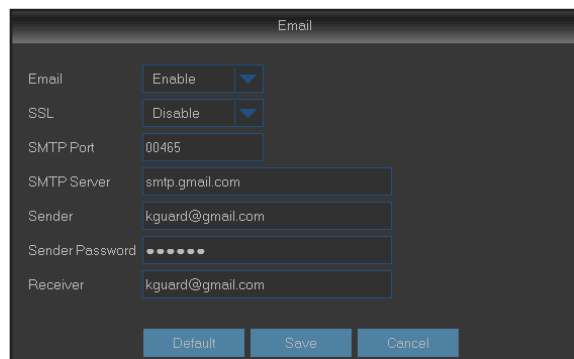 Email
Email Enable
SSL Disable
SMTP Port 00465
SMTP Server smtp.gmail.com
Sender kguard@gmail.com
Sender Password ●●●●●●
Receiver kguard@gmail.com
Default Save Cancel